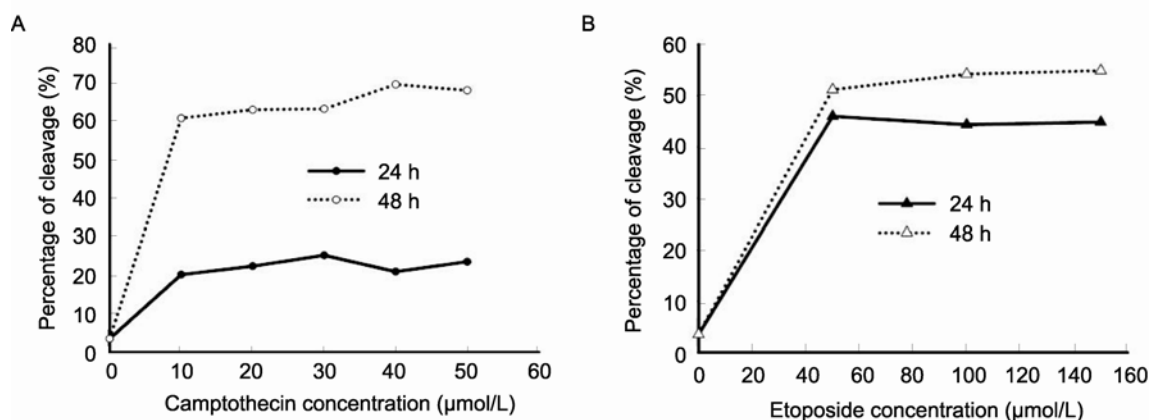 A
Percentage of cleavage (%)
80
70
60
50
40
30
20
10
0
24 h
48 h
0 10 20 30 40 50 60
Camptothecin concentration (μmol/L)
B
Percentage of cleavage (%)
60
50
40
30
20
10
0
24 h
48 h
0 20 40 60 80 100 120 140 160
Etoposide concentration (μmol/L)